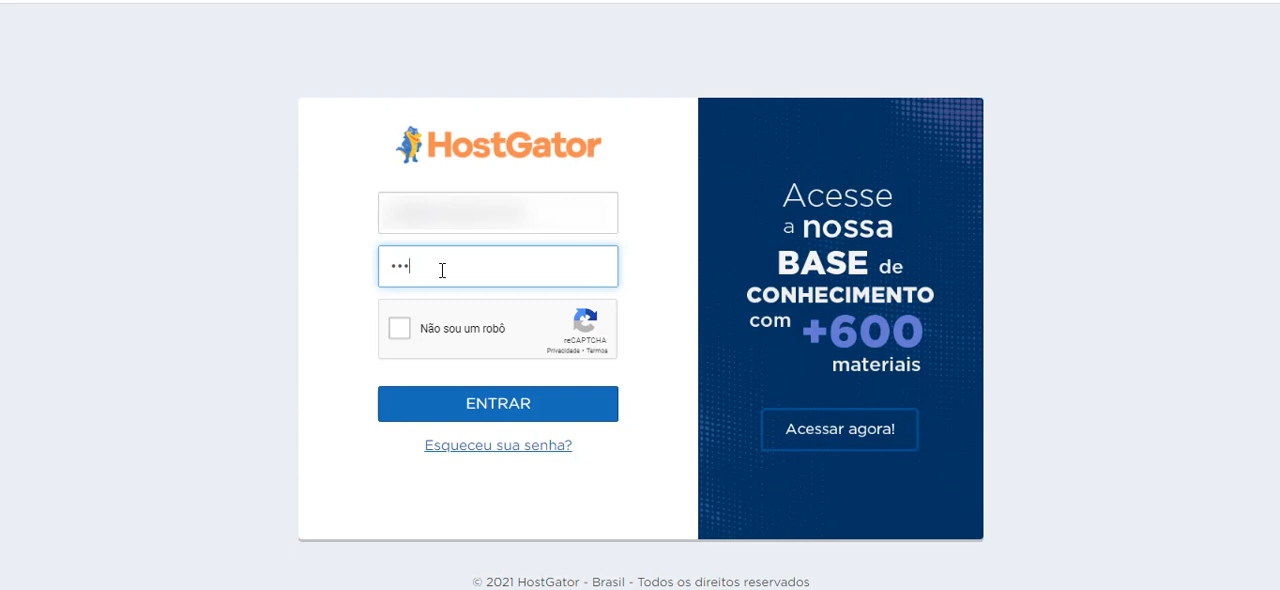 HostGator
•••
Não sou um robô
reCAPTCHA
Privacidade - Termos
ENTRAR
Esqueceu sua senha?
Acesse
a nossa
BASE de
CONHECIMENTO
com +600
materiais
Acessar agora!
© 2021 HostGator - Brasil - Todos os direitos reservados